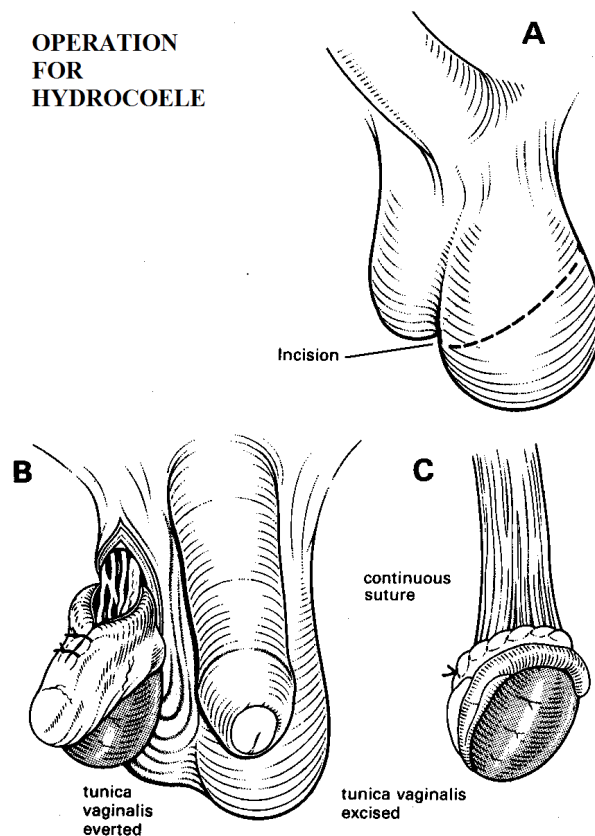 OPERATION
FOR
HYDROCOELE
A
Incision
B
C
continuous
suture
tunica
vaginalis
everted
tunica vaginalis
excised